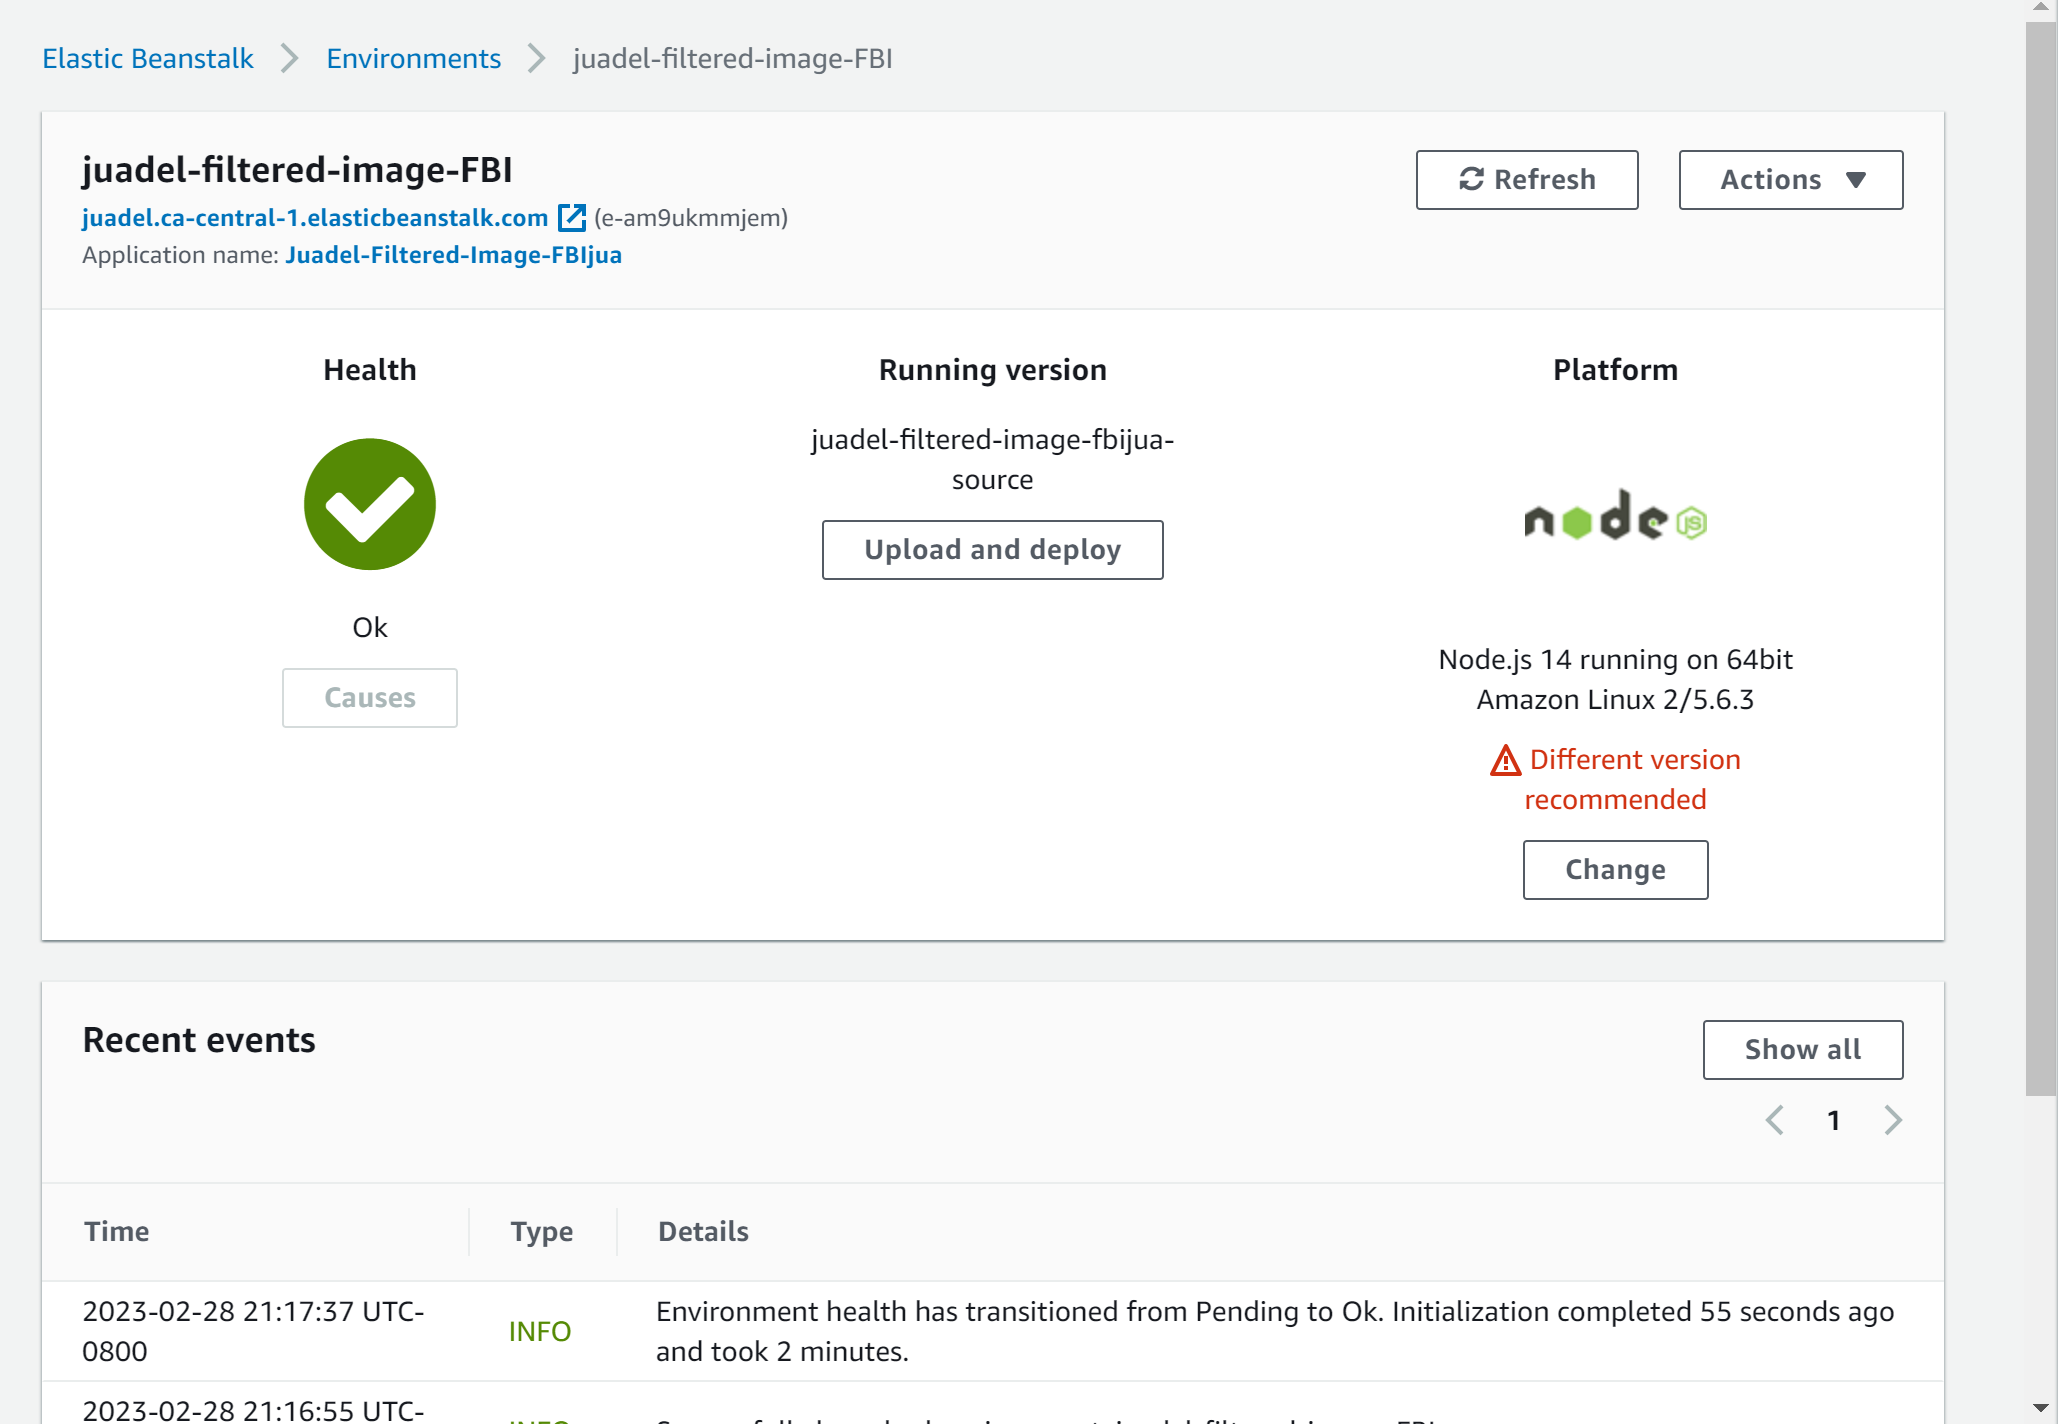 Elastic Beanstalk
Environments
juadel-filtered-image-FBI
juadel-filtered-image-FBI
Refresh
Actions
juadel.ca-central-1.elasticbeanstalk.com (e-am9ukmmjem)
Application name: Juadel-Filtered-Image-FBIjua
Health
Ok
Causes
Running version
juadel-filtered-image-fbijua-
source
Upload and deploy
Platform
node JS
Node.js 14 running on 64bit
Amazon Linux 2/5.6.3
Different version
recommended
Change
Recent events
Show all
1
Time
Type
Details
2023-02-28 21:17:37 UTC-
0800
INFO
Environment health has transitioned from Pending to Ok. Initialization completed 55 seconds ago
and took 2 minutes.
2023-02-28 21:16:55 UTC-
INFO